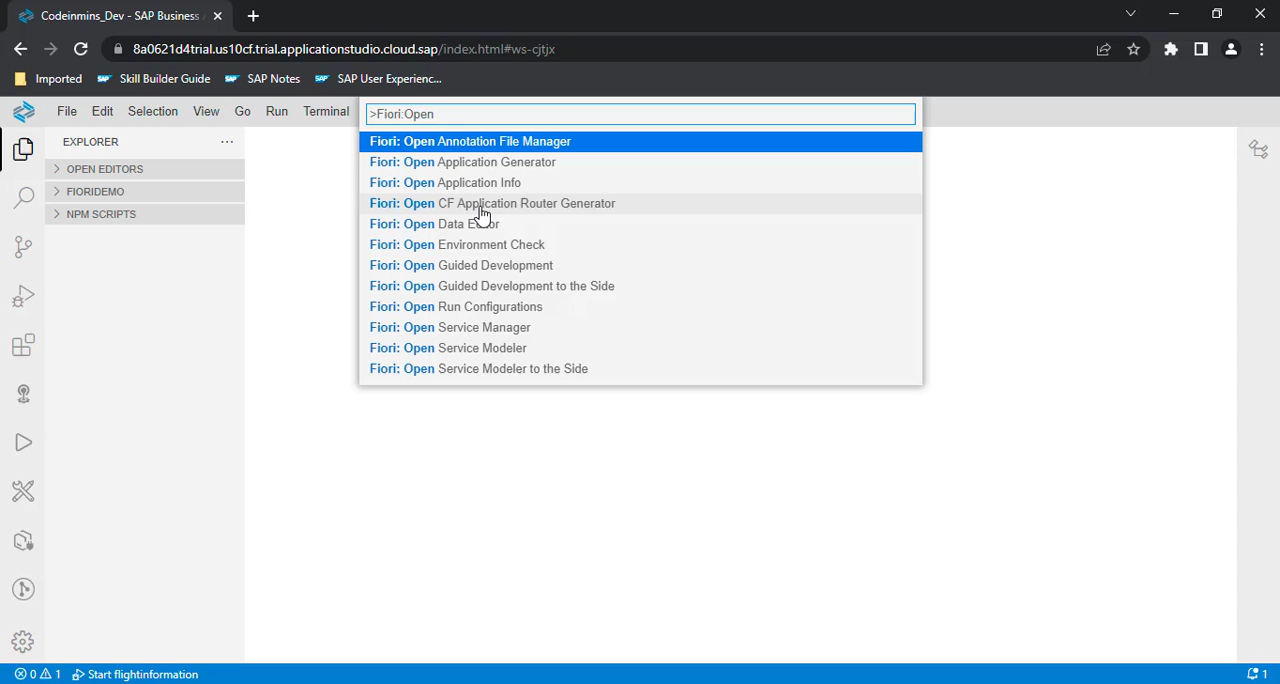 Codeinmins_Dev - SAP Business
8a0621d4trial.us10cf.trial.applicationstudio.cloud.sap/index.html#ws-cjtjx
Imported Skill Builder Guide SAP Notes SAP User Experienc...
File Edit Selection View Go Run Terminal
>Fiori:Open
EXPLORER
OPEN EDITORS
FIORIDEMO
NPM SCRIPTS
Fiori: Open Annotation File Manager
Fiori: Open Application Generator
Fiori: Open Application Info
Fiori: Open CF Application Router Generator
Fiori: Open Data Editor
Fiori: Open Environment Check
Fiori: Open Guided Development
Fiori: Open Guided Development to the Side
Fiori: Open Run Configurations
Fiori: Open Service Manager
Fiori: Open Service Modeler
Fiori: Open Service Modeler to the Side
0 1 Start flightinformation 1